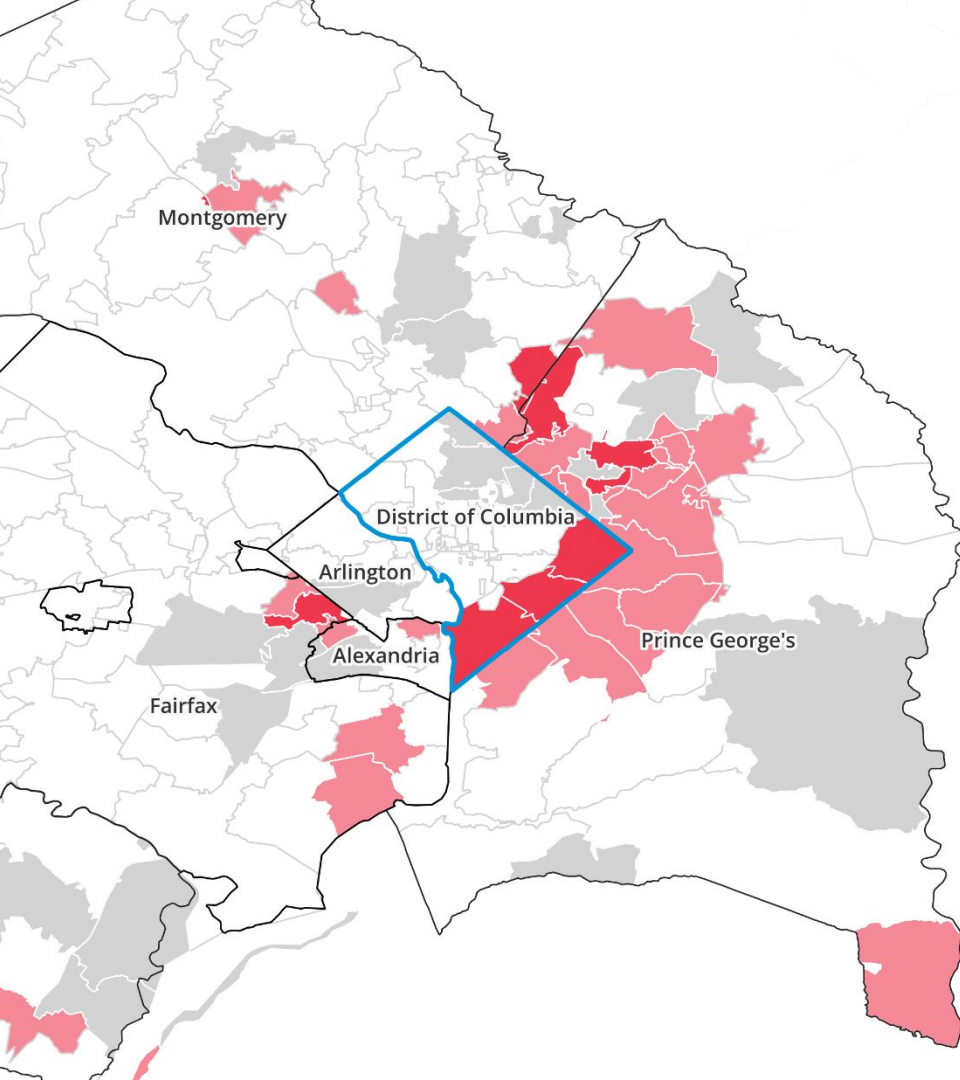 Montgomery
District of Columbia
Arlington
Prince George's
Alexandria
Fairfax